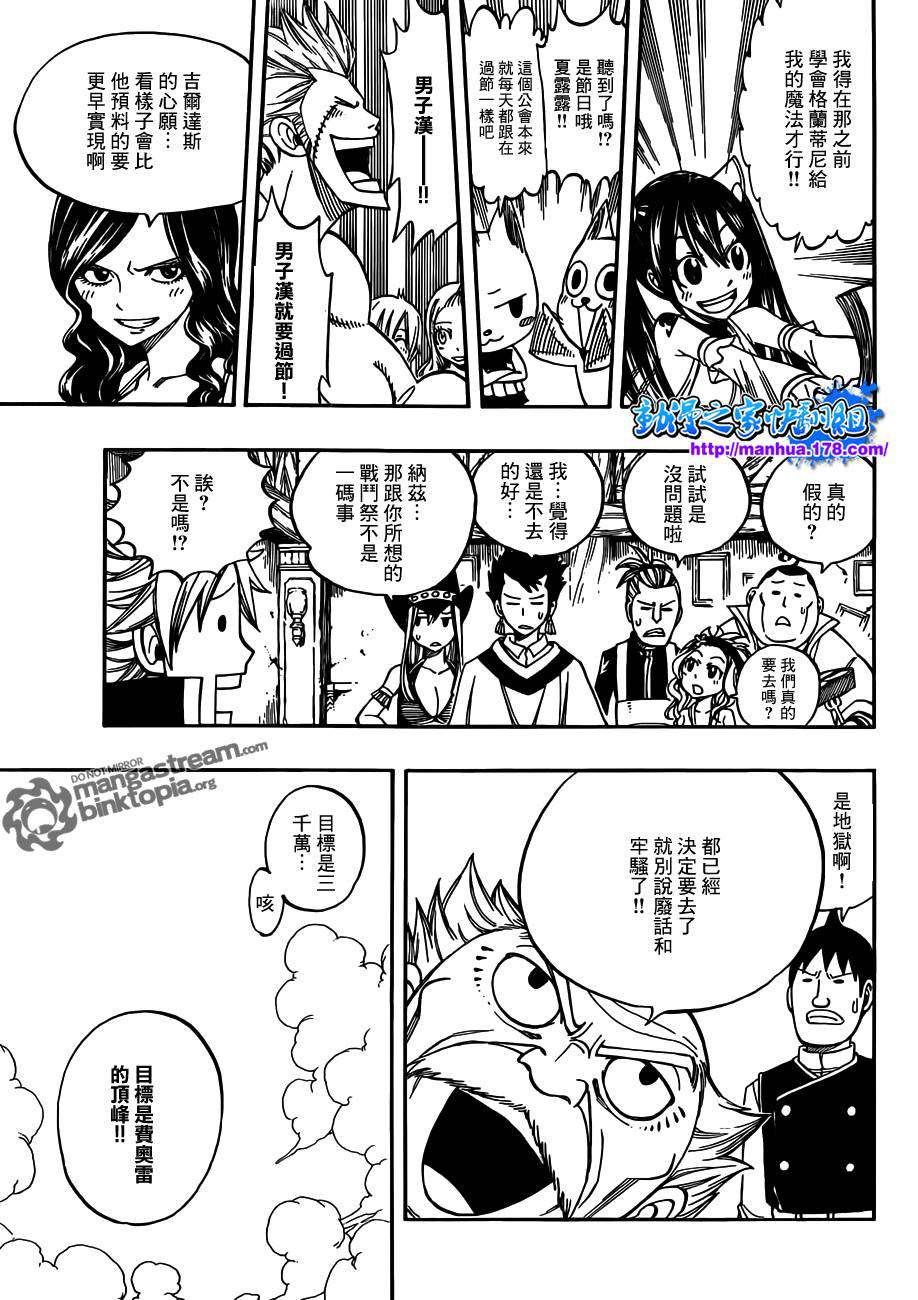 我得在那之前
學會格蘭蒂尼給
我的魔法才行!!
聽到了嗎!?
是節日哦
夏露露!!
這個公會本來
就每天都跟在
過節一樣吧
男子漢——!!
男子漢就要過節!
吉爾達斯
的心願…
看樣子會比
他預料的要
更早實現啊
動漫之家快翻組
http://manhua.178.com/
真的
假的?
我們真的
要去嗎?
試試是
沒問題啦
我…覺得
還是不去
的好…
納茲…
那跟你所想的
戰鬥祭不是
一碼事
誒?
不是嗎!?
是地獄啊!
都已經
決定要去了
就別說廢話和
牢騷了!!
DO NOT MIRROR
mangastream.com
binktopia.org
目標是三
千萬…
咳
目標是費奧雷
的頂峰!!